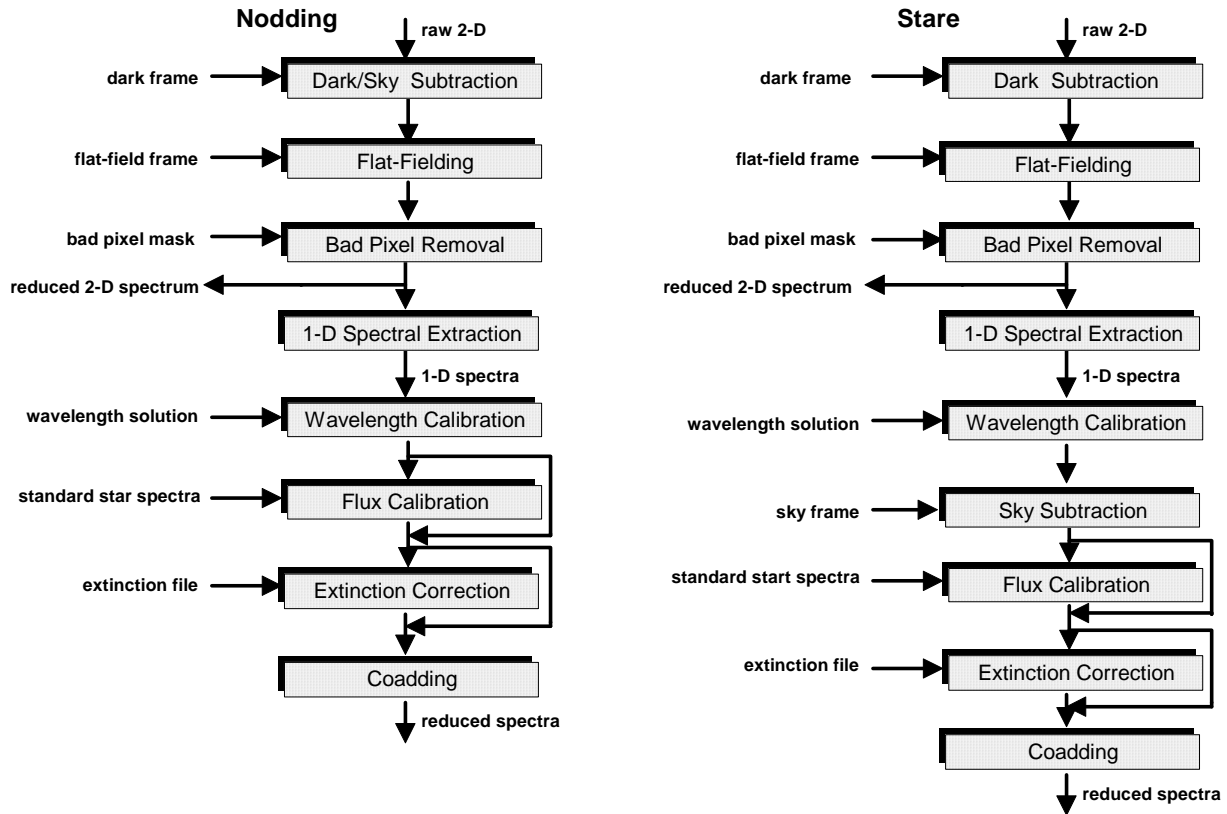 Nodding
raw 2-D
dark frame
Dark/Sky Subtraction
flat-field frame
Flat-Fielding
bad pixel mask
Bad Pixel Removal
reduced 2-D spectrum
1-D Spectral Extraction
1-D spectra
wavelength solution
Wavelength Calibration
standard star spectra
Flux Calibration
extinction file
Extinction Correction
Coadding
reduced spectra
Stare
raw 2-D
dark frame
Dark Subtraction
flat-field frame
Flat-Fielding
bad pixel mask
Bad Pixel Removal
reduced 2-D spectrum
1-D Spectral Extraction
1-D spectra
wavelength solution
Wavelength Calibration
sky frame
Sky Subtraction
standard start spectra
Flux Calibration
extinction file
Extinction Correction
Coadding
reduced spectra